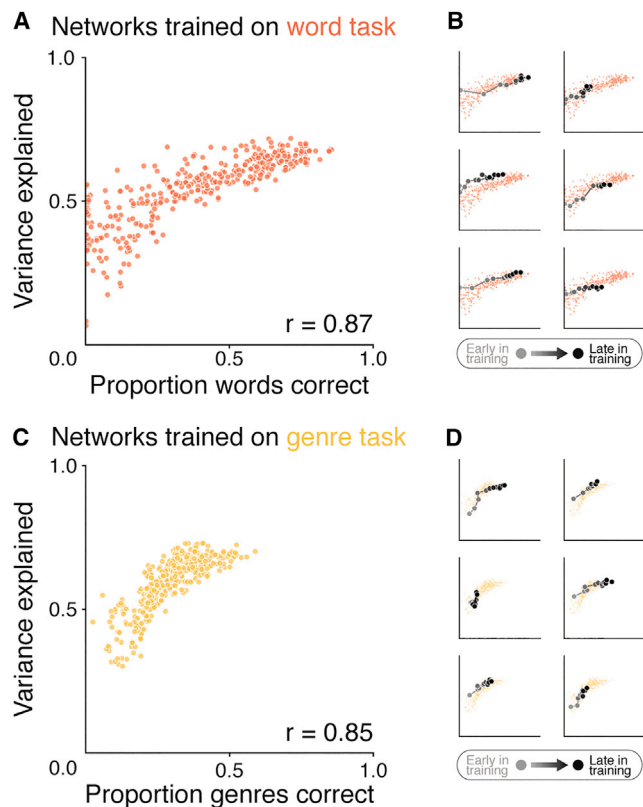 A
Networks trained on word task
Variance explained
1.0
0.5
0.0
0.5
1.0
r = 0.87
Proportion words correct
B
Early in
training
Late in
training
C
Networks trained on genre task
Variance explained
1.0
0.5
0.0
0.5
1.0
r = 0.85
Proportion genres correct
D
Early in
training
Late in
training